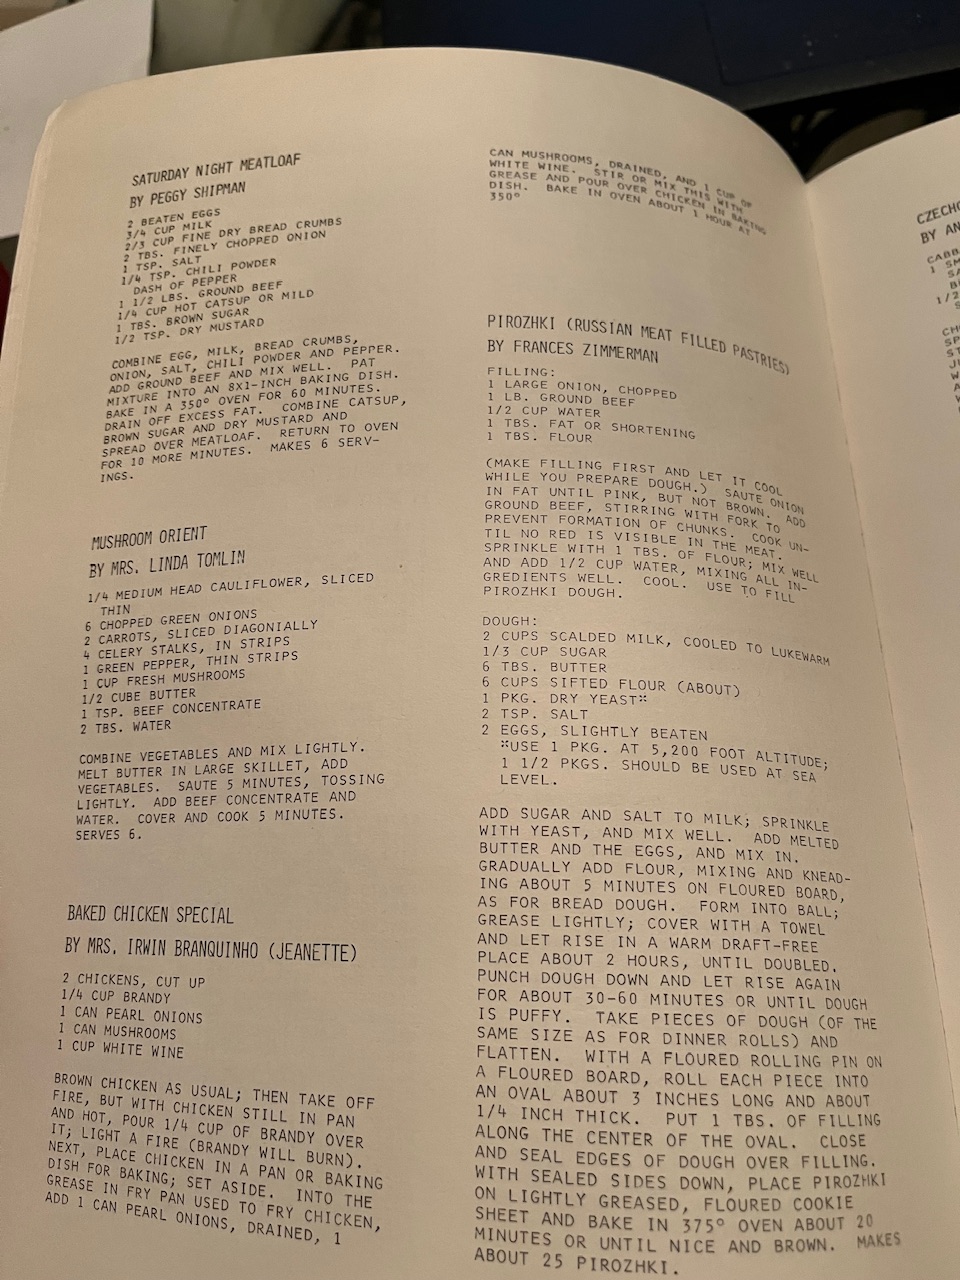 SATURDAY NIGHT MEATLOAF
BY PEGGY SHIPMAN
2 BEATEN EGGS
3/4 CUP MILK
2/3 CUP FINE DRY BREAD CRUMBS
2 TBS. FINELY CHOPPED ONION
1 TSP. SALT
1/4 TSP. CHILI POWDER
DASH OF PEPPER
1 1/2 LBS. GROUND BEEF
1/4 CUP HOT CATSUP OR MILD
1 TBS. BROWN SUGAR
1/2 TSP. DRY MUSTARD
COMBINE EGG, MILK, BREAD CRUMBS,
ONION, SALT, CHILI POWDER AND PEPPER.
ADD GROUND BEEF AND MIX WELL. PAT
MIXTURE INTO AN 8X1-INCH BAKING DISH.
BAKE IN A 350° OVEN FOR 60 MINUTES.
DRAIN OFF EXCESS FAT. COMBINE CATSUP,
BROWN SUGAR AND DRY MUSTARD AND
SPREAD OVER MEATLOAF. RETURN TO OVEN
FOR 10 MORE MINUTES. MAKES 6 SERV-
INGS.
MUSHROOM ORIENT
BY MRS. LINDA TOMLIN
1/4 MEDIUM HEAD CAULIFLOWER, SLICED
THIN
6 CHOPPED GREEN ONIONS
2 CARROTS, SLICED DIAGONIALLY
4 CELERY STALKS, IN STRIPS
1 GREEN PEPPER, THIN STRIPS
1 CUP FRESH MUSHROOMS
1/2 CUBE BUTTER
1 TSP. BEEF CONCENTRATE
2 TBS. WATER
COMBINE VEGETABLES AND MIX LIGHTLY.
MELT BUTTER IN LARGE SKILLET, ADD
VEGETABLES. SAUTE 5 MINUTES, TOSSING
LIGHTLY. ADD BEEF CONCENTRATE AND
WATER. COVER AND COOK 5 MINUTES.
SERVES 6.
BAKED CHICKEN SPECIAL
BY MRS. IRWIN BRANQUINHO (JEANETTE)
2 CHICKENS, CUT UP
1/4 CUP BRANDY
1 CAN PEARL ONIONS
1 CAN MUSHROOMS
1 CUP WHITE WINE
BROWN CHICKEN AS USUAL; THEN TAKE OFF
FIRE, BUT WITH CHICKEN STILL IN PAN
AND HOT, POUR 1/4 CUP OF BRANDY OVER
IT; LIGHT A FIRE (BRANDY WILL BURN).
NEXT, PLACE CHICKEN IN A PAN OR BAKING
DISH FOR BAKING; SET ASIDE. INTO THE
GREASE IN FRY PAN USED TO FRY CHICKEN,
ADD 1 CAN PEARL ONIONS, DRAINED, 1
CAN MUSHROOMS, DRAINED, AND 1 CUP OF
WHITE WINE. STIR OR MIX THIS WITH
GREASE AND POUR OVER CHICKEN IN BAKING
DISH. BAKE IN OVEN ABOUT 1 HOUR AT
350°
PIROZHKI (RUSSIAN MEAT FILLED PASTRIES)
BY FRANCES ZIMMERMAN
FILLING:
1 LARGE ONION, CHOPPED
1 LB. GROUND BEEF
1/2 CUP WATER
1 TBS. FAT OR SHORTENING
1 TBS. FLOUR
(MAKE FILLING FIRST AND LET IT COOL
WHILE YOU PREPARE DOUGH.) SAUTE ONION
IN FAT UNTIL PINK, BUT NOT BROWN. ADD
GROUND BEEF, STIRRING WITH FORK TO
PREVENT FORMATION OF CHUNKS. COOK UN-
TIL NO RED IS VISIBLE IN THE MEAT.
SPRINKLE WITH 1 TBS. OF FLOUR; MIX WELL
AND ADD 1/2 CUP WATER, MIXING ALL IN-
GREDIENTS WELL. COOL. USE TO FILL
PIROZHKI DOUGH.
DOUGH:
2 CUPS SCALDED MILK, COOLED TO LUKEWARM
1/3 CUP SUGAR
6 TBS. BUTTER
6 CUPS SIFTED FLOUR (ABOUT)
1 PKG. DRY YEAST*
2 TSP. SALT
2 EGGS, SLIGHTLY BEATEN
*USE 1 PKG. AT 5,200 FOOT ALTITUDE;
1 1/2 PKGS. SHOULD BE USED AT SEA
LEVEL.
ADD SUGAR AND SALT TO MILK; SPRINKLE
WITH YEAST, AND MIX WELL. ADD MELTED
BUTTER AND THE EGGS, AND MIX IN.
GRADUALLY ADD FLOUR, MIXING AND KNEAD-
ING ABOUT 5 MINUTES ON FLOURED BOARD,
AS FOR BREAD DOUGH. FORM INTO BALL;
GREASE LIGHTLY; COVER WITH A TOWEL
AND LET RISE IN A WARM DRAFT-FREE
PLACE ABOUT 2 HOURS, UNTIL DOUBLED.
PUNCH DOUGH DOWN AND LET RISE AGAIN
FOR ABOUT 30-60 MINUTES OR UNTIL DOUGH
IS PUFFY. TAKE PIECES OF DOUGH (OF THE
SAME SIZE AS FOR DINNER ROLLS) AND
FLATTEN. WITH A FLOURED ROLLING PIN ON
A FLOURED BOARD, ROLL EACH PIECE INTO
AN OVAL ABOUT 3 INCHES LONG AND ABOUT
1/4 INCH THICK. PUT 1 TBS. OF FILLING
ALONG THE CENTER OF THE OVAL. CLOSE
AND SEAL EDGES OF DOUGH OVER FILLING.
WITH SEALED SIDES DOWN, PLACE PIROZHKI
ON LIGHTLY GREASED, FLOURED COOKIE
SHEET AND BAKE IN 375° OVEN ABOUT 20
MINUTES OR UNTIL NICE AND BROWN. MAKES
ABOUT 25 PIROZHKI.